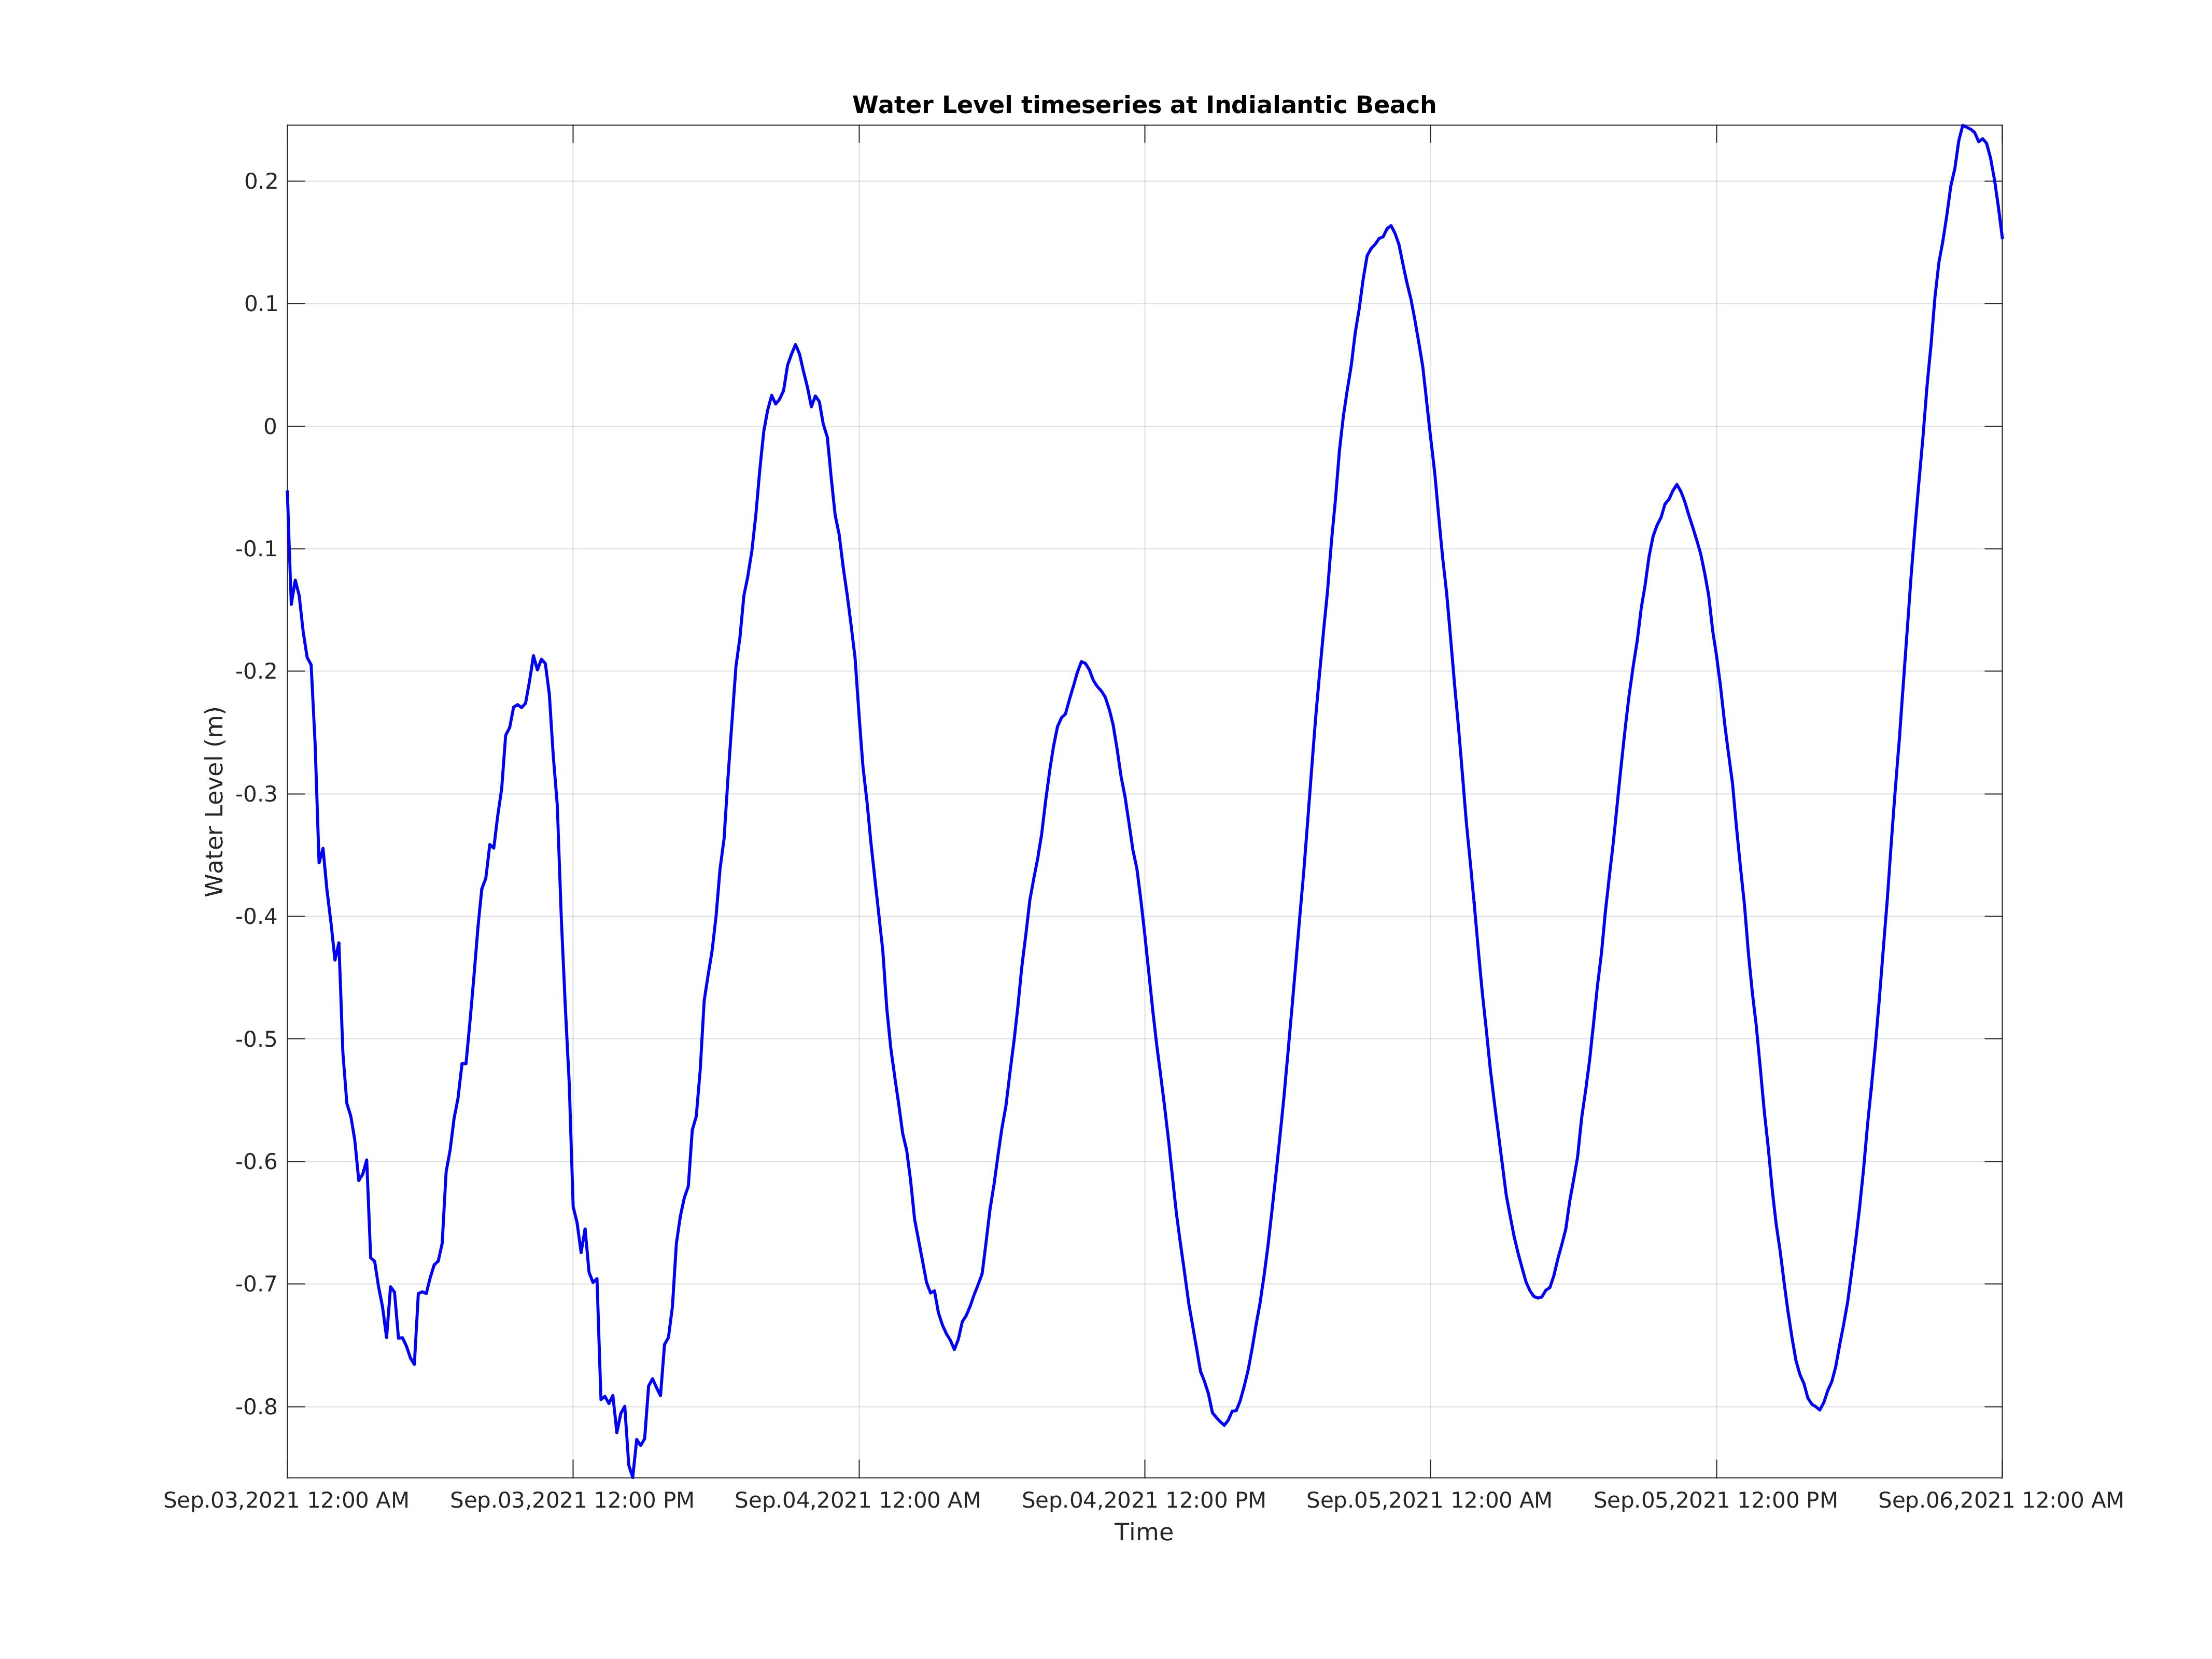 Water Level timeseries at Indialantic Beach
0.2
0.1
0
-0.1
-0.2
-0.3
-0.4
-0.5
-0.6
-0.7
-0.8
Water Level (m)
Sep.03,2021 12:00 AM
Sep.03,2021 12:00 PM
Sep.04,2021 12:00 AM
Sep.04,2021 12:00 PM
Sep.05,2021 12:00 AM
Sep.05,2021 12:00 PM
Sep.06,2021 12:00 AM
Time